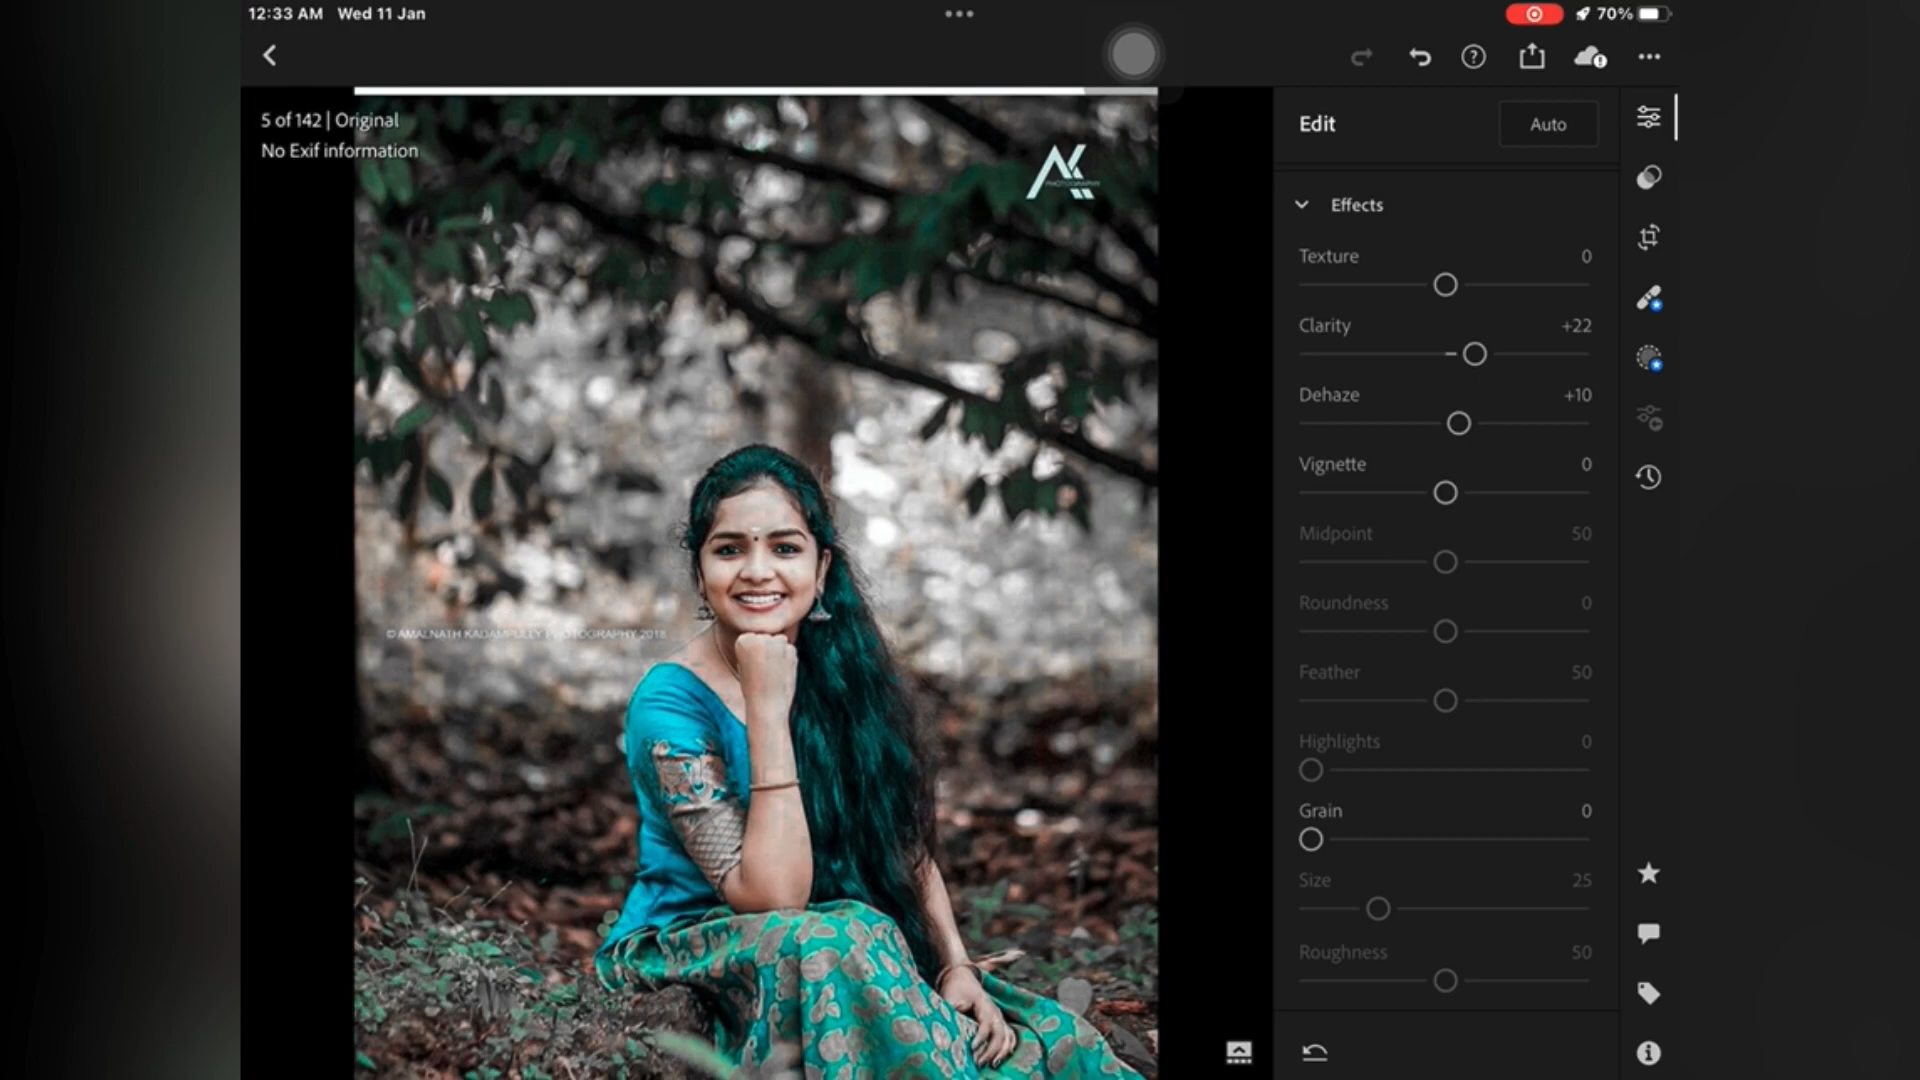 12:33 AM Wed 11 Jan
70%
5 of 142 | Original
No Exif information
PHOTOGRAPHY
Edit
Auto
Effects
Texture 0
Clarity +22
Dehaze +10
Vignette 0
Midpoint 50
Roundness 0
Feather 50
Highlights 0
Grain 0
Size 25
Roughness 50
© AMALNATH KADAMPULLY PHOTOGRAPHY 2018